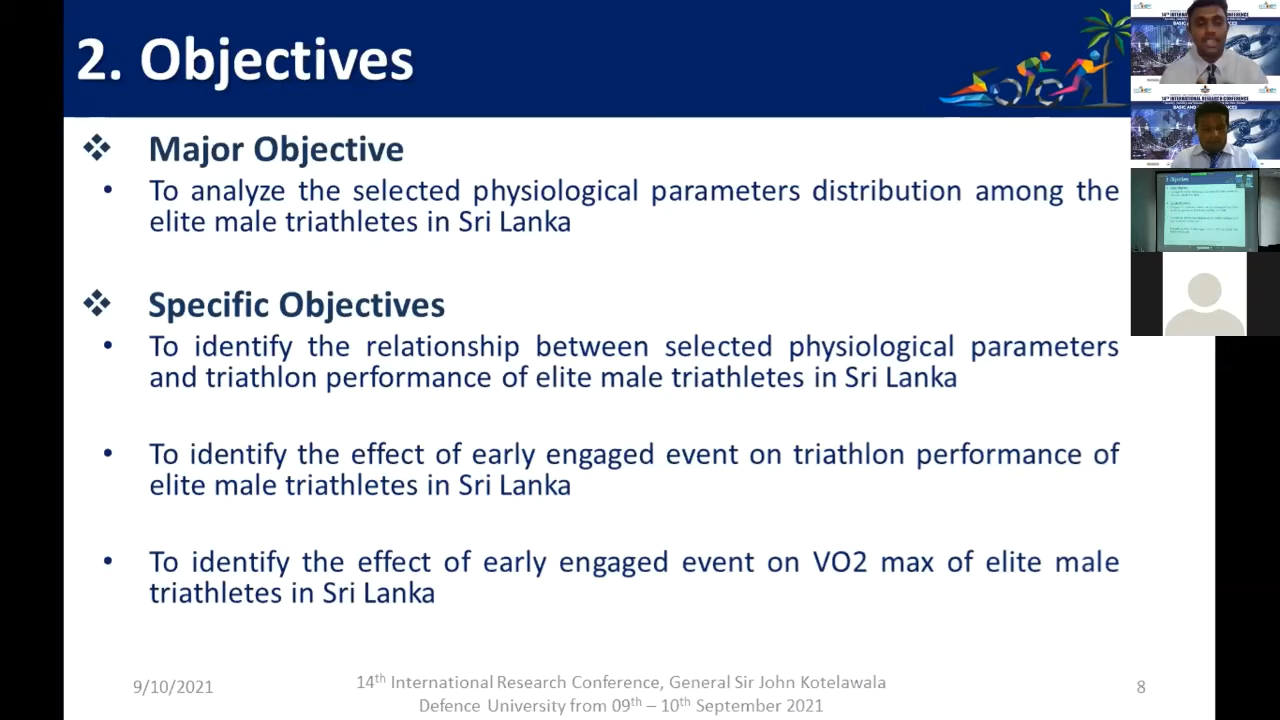 2. Objectives
Major Objective
• To analyze the selected physiological parameters distribution among the
elite male triathletes in Sri Lanka
Specific Objectives
• To identify the relationship between selected physiological parameters
and triathlon performance of elite male triathletes in Sri Lanka
• To identify the effect of early engaged event on triathlon performance of
elite male triathletes in Sri Lanka
• To identify the effect of early engaged event on VO2 max of elite male
triathletes in Sri Lanka
9/10/2021
14th International Research Conference, General Sir John Kotelawala
Defence University from 09th – 10th September 2021
8
14TH INTERNATIONAL RESEARCH CONFERENCE